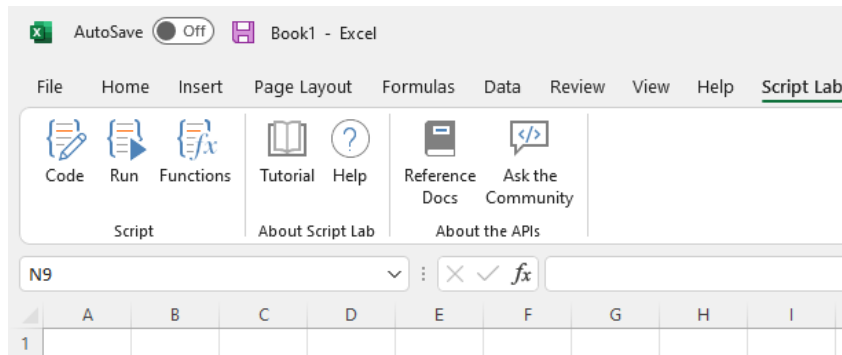 AutoSave Off Book1 - Excel
File Home Insert Page Layout Formulas Data Review View Help Script Lab
Code Run Functions Tutorial Help Reference Docs Ask the Community
Script About Script Lab About the APIs
N9 fx
A B C D E F G H I
1